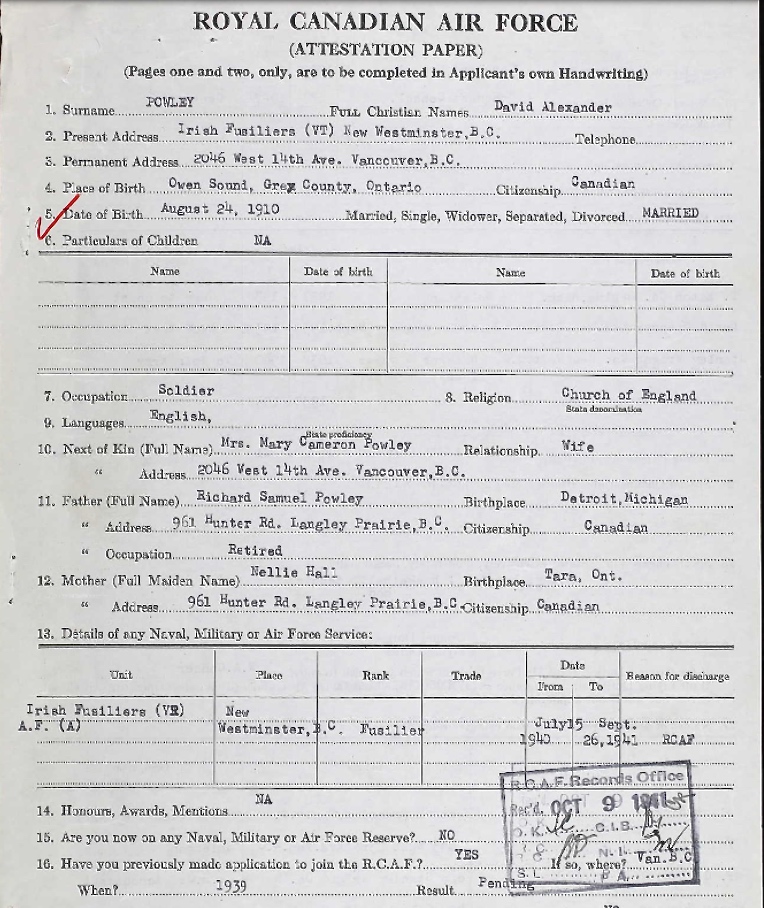 ROYAL CANADIAN AIR FORCE
(ATTESTATION PAPER)
(Pages one and two, only, are to be completed in Applicant's own Handwriting)
1. Surname POWLEY FULL Christian Names David Alexander
2. Present Address Irish Fusiliers (VT) New Westminster,B.C. Telephone
3. Permanent Address 2046 West 14th Ave. Vancouver,B.C.
4. Place of Birth Owen Sound, Grey County, Ontario Citizenship Canadian
5. Date of Birth August 24, 1910 Married, Single, Widower, Separated, Divorced MARRIED
6. Particulars of Children NA
Name Date of birth Name Date of birth
7. Occupation Soldier 8. Religion Church of England
State denomination
9. Languages English,
State proficiency
10. Next of Kin (Full Name) Mrs. Mary Cameron Powley Relationship Wife
" Address 2046 West 14th Ave. Vancouver,B.C.
11. Father (Full Name) Richard Samuel Powley Birthplace Detroit,Michigan
" Address 961 Hunter Rd. Langley Prairie,B.C. Citizenship Canadian
" Occupation Retired
12. Mother (Full Maiden Name) Nellie Hall Birthplace Tara, Ont.
" Address 961 Hunter Rd. Langley Prairie,B.C. Citizenship Canadian
13. Details of any Naval, Military or Air Force Service:
Unit Place Rank Trade Date From To Reason for discharge
Irish Fusiliers (VR) New
A.F. (A) Westminster,B.C. Fusilier July15 Sept.
1940 26,1941 RCAF
R.C.A.F. Records Office
Rec'd. OCT 9 1941
O.K. C.I.B.
N.I.
S.L. P.A.
14. Honours, Awards, Mentions NA
15. Are you now on any Naval, Military or Air Force Reserve? NO
16. Have you previously made application to join the R.C.A.F.? YES If so, where? Van.B.C
When? 1939 Result Pending